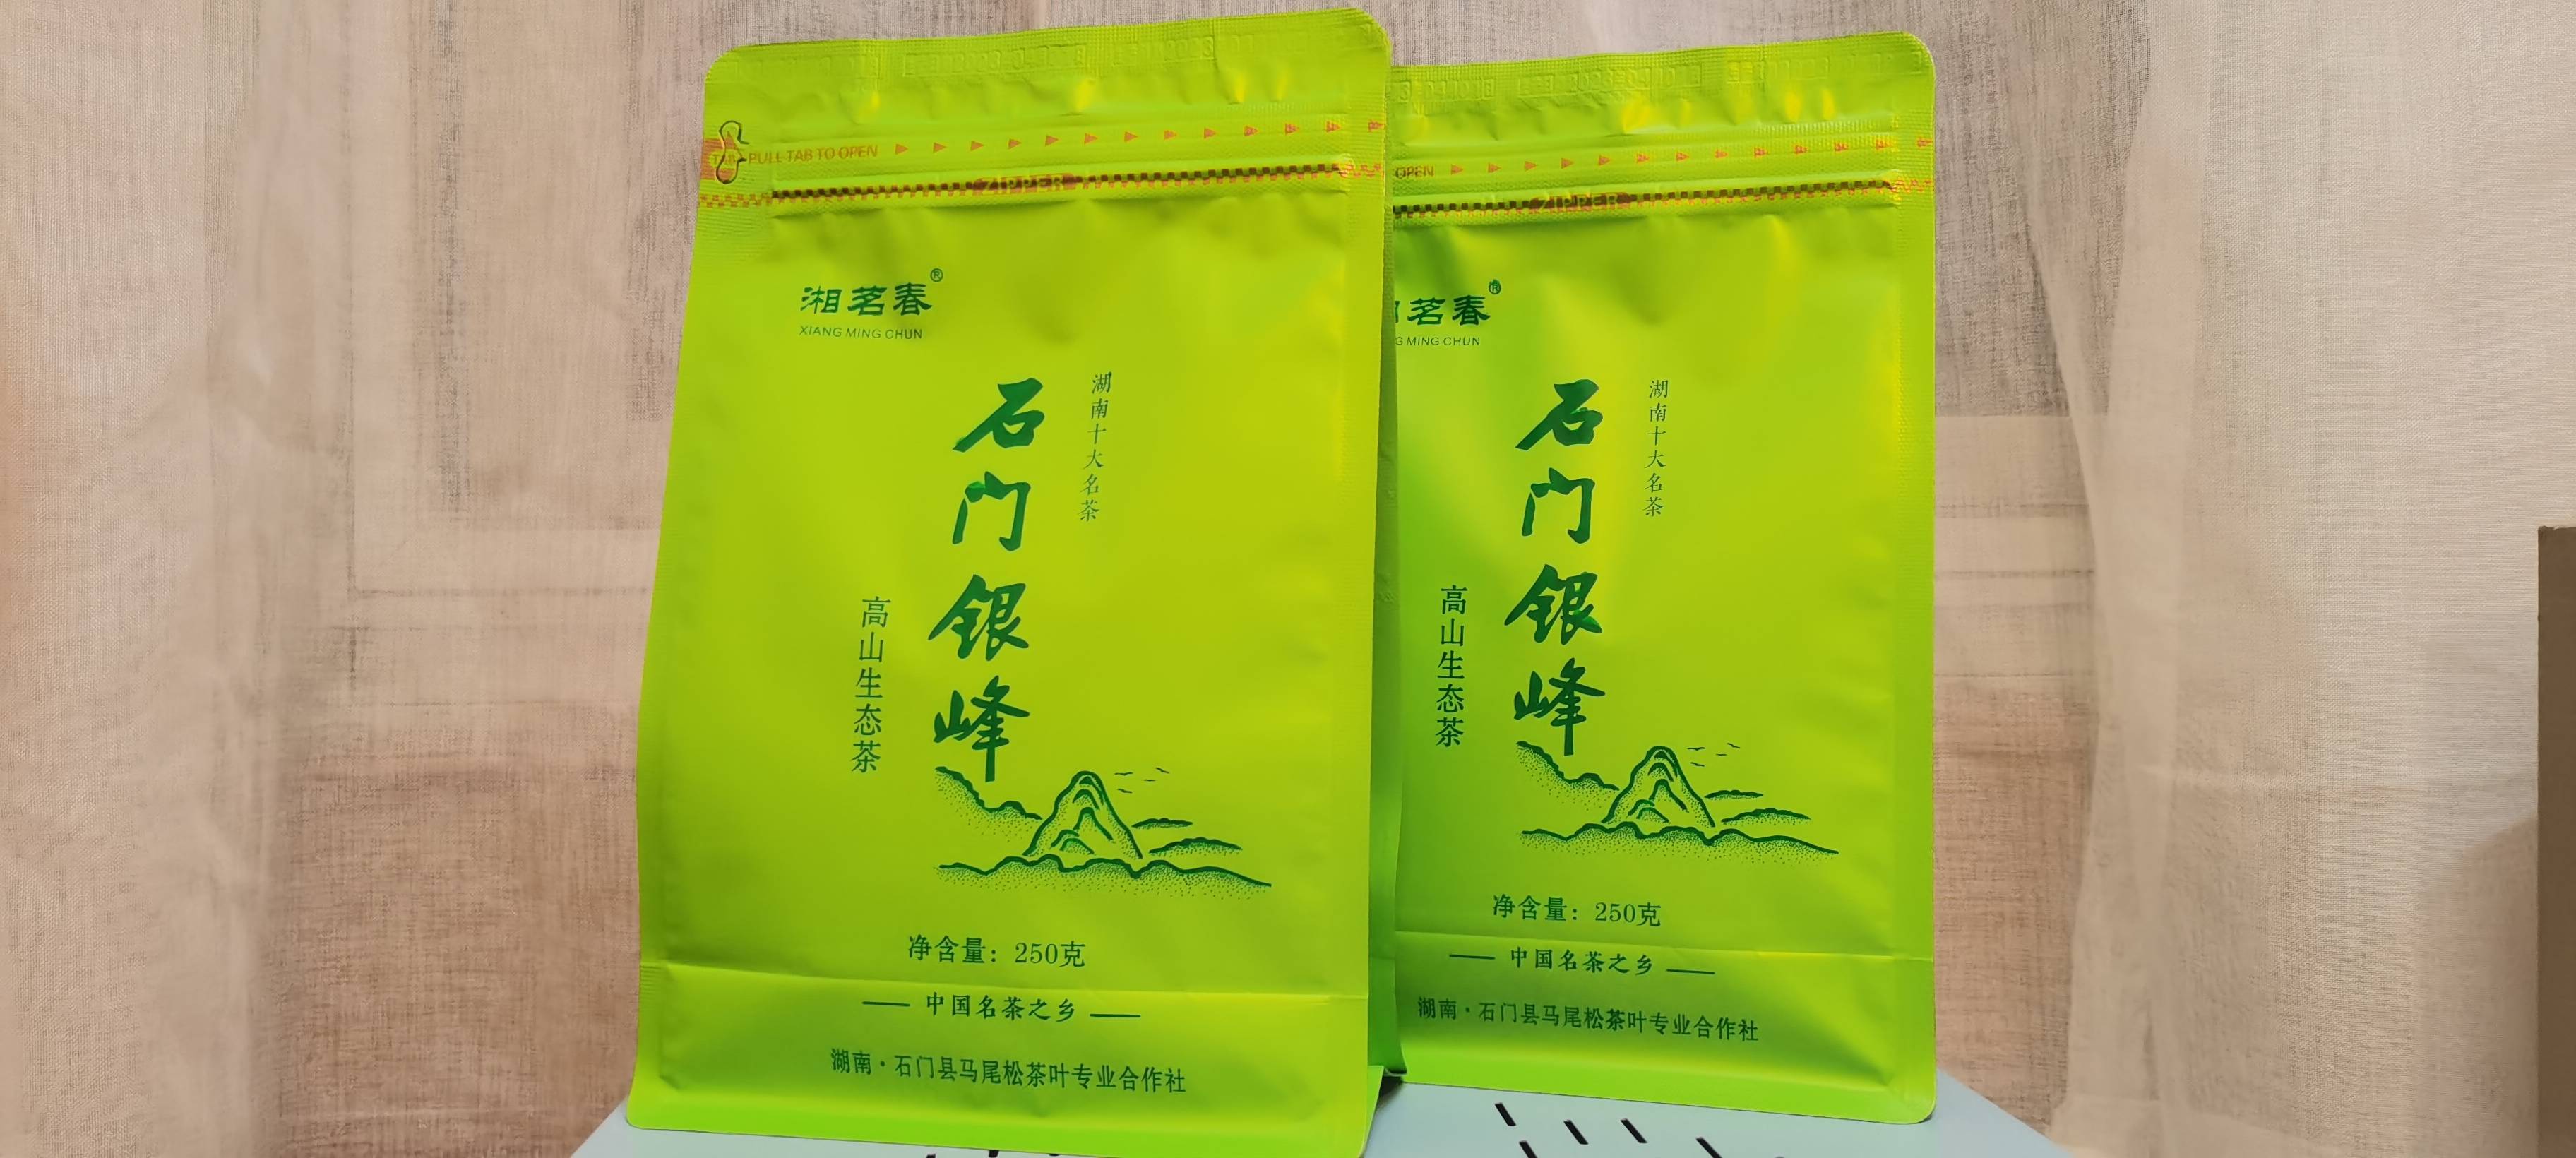 PULL TAB TO OPEN
ZIPPER
湘茗春®
XIANG MING CHUN
湖南十大名茶
石门银峰
高山生态茶
净含量：250克
中国名茶之乡
湖南·石门县马尾松茶叶专业合作社
OPEN
ZIPPER
茗春®
G MING CHUN
湖南十大名茶
石门银峰
高山生态茶
净含量：250克
中国名茶之乡
湖南·石门县马尾松茶叶专业合作社